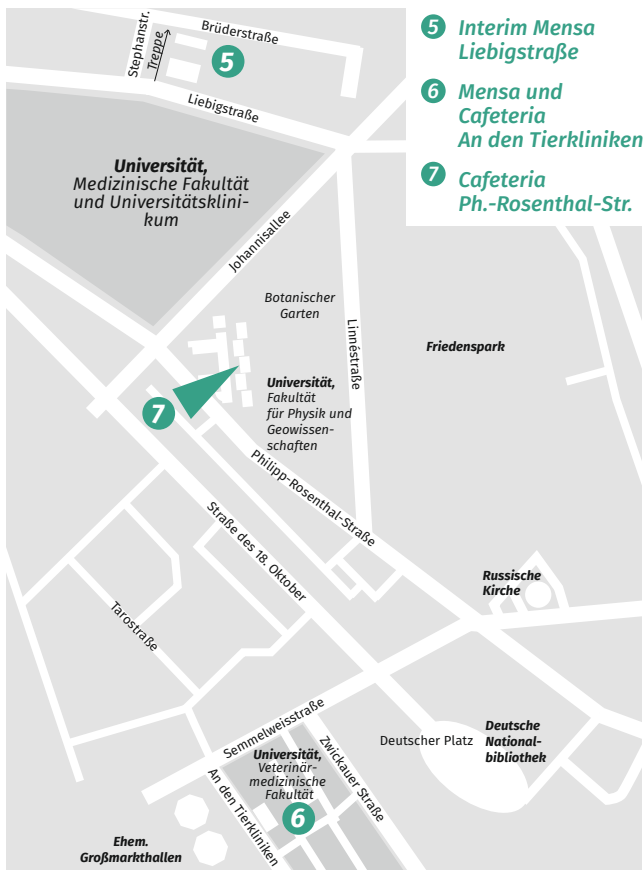 Stephanstr.
Treppe
Brüderstraße
5
Liebigstraße
5 Interim Mensa
Liebigstraße
6 Mensa und
Cafeteria
An den Tierkliniken
7 Cafeteria
Ph.-Rosenthal-Str.
Universität,
Medizinische Fakultät
und Universitätsklini-
kum
Johannisallee
Botanischer
Garten
Linnéstraße
Friedenspark
7
Universität,
Fakultät
für Physik und
Geowissen-
schaften
Philipp-Rosenthal-Straße
Straße des 18. Oktober
Russische
Kirche
Tarostraße
Semmelweisstraße
Deutscher Platz
Deutsche
National-
bibliothek
Universität,
Veterinär-
medizinische
Fakultät
Zwickauer Straße
An den Tierkliniken
6
Ehem.
Großmarkthallen